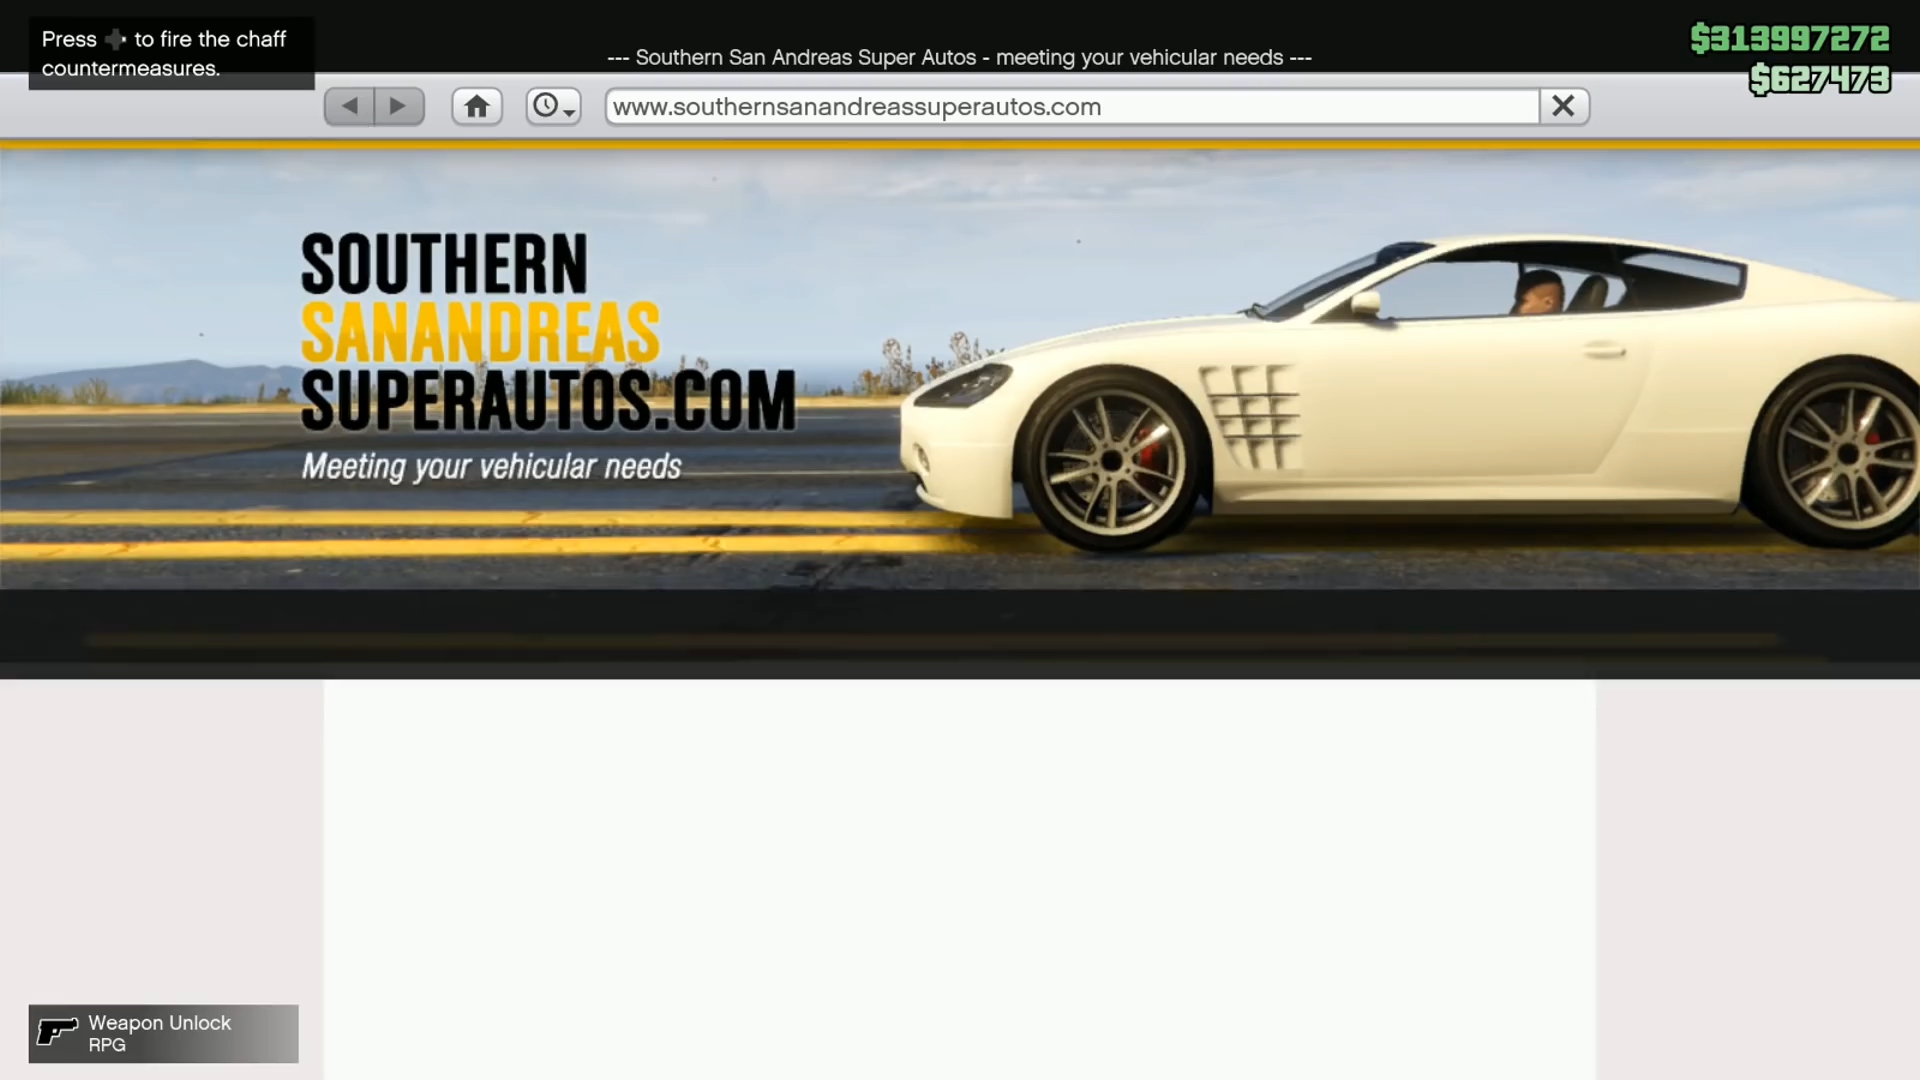 Press to fire the chaff
countermeasures.
--- Southern San Andreas Super Autos - meeting your vehicular needs ---
$313997272
$627473
www.southernsanandreassuperautos.com
SOUTHERN
SANANDREAS
SUPERAUTOS.COM
Meeting your vehicular needs
Weapon Unlock
RPG